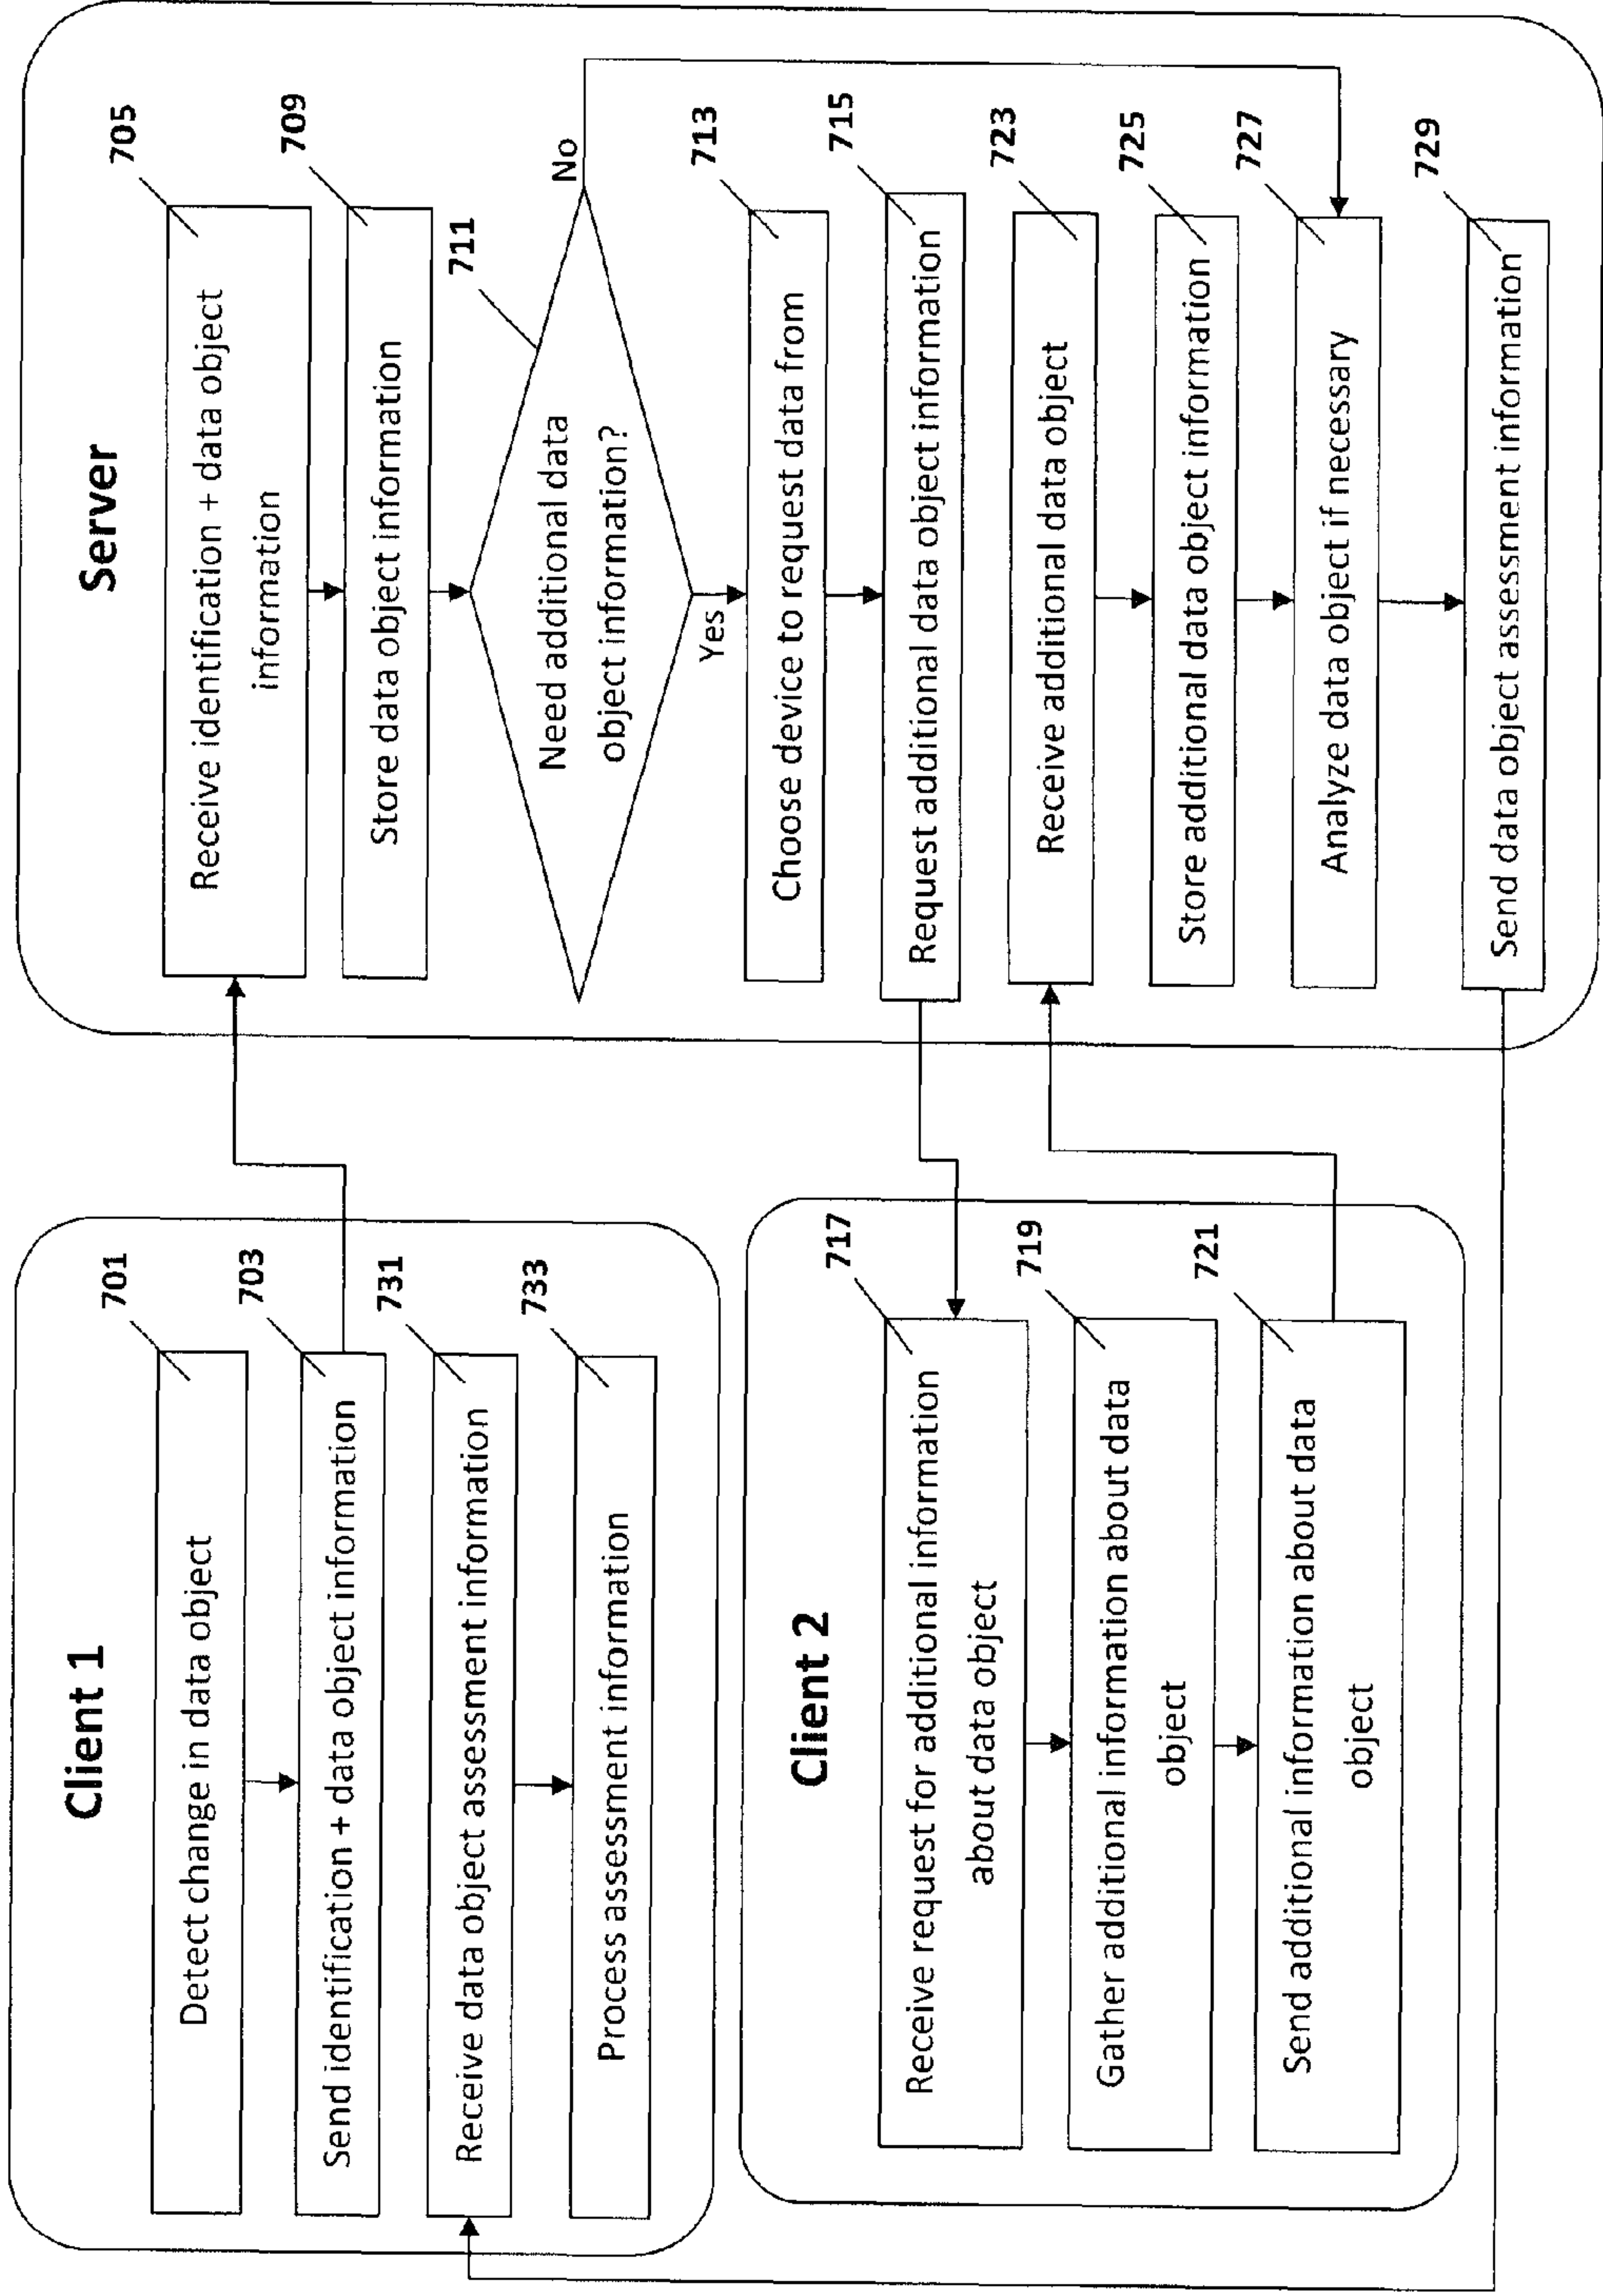 Client 1
701
Detect change in data object
703
Send identification + data object information
731
Receive data object assessment information
733
Process assessment information
Client 2
717
Receive request for additional information
about data object
719
Gather additional information about data
object
721
Send additional information about data
object
Server
705
Receive identification + data object
information
709
Store data object information
711
Need additional data
object information?
No
Yes
713
Choose device to request data from
715
Request additional data object information
723
Receive additional data object
725
Store additional data object information
727
Analyze data object if necessary
729
Send data object assessment information